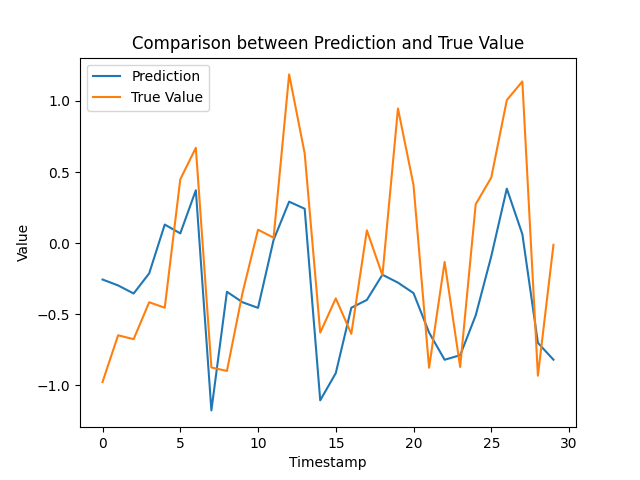 Comparison between Prediction and True Value
Prediction
True Value
1.0
0.5
0.0
−0.5
−1.0
Value
0
5
10
15
20
25
30
Timestamp